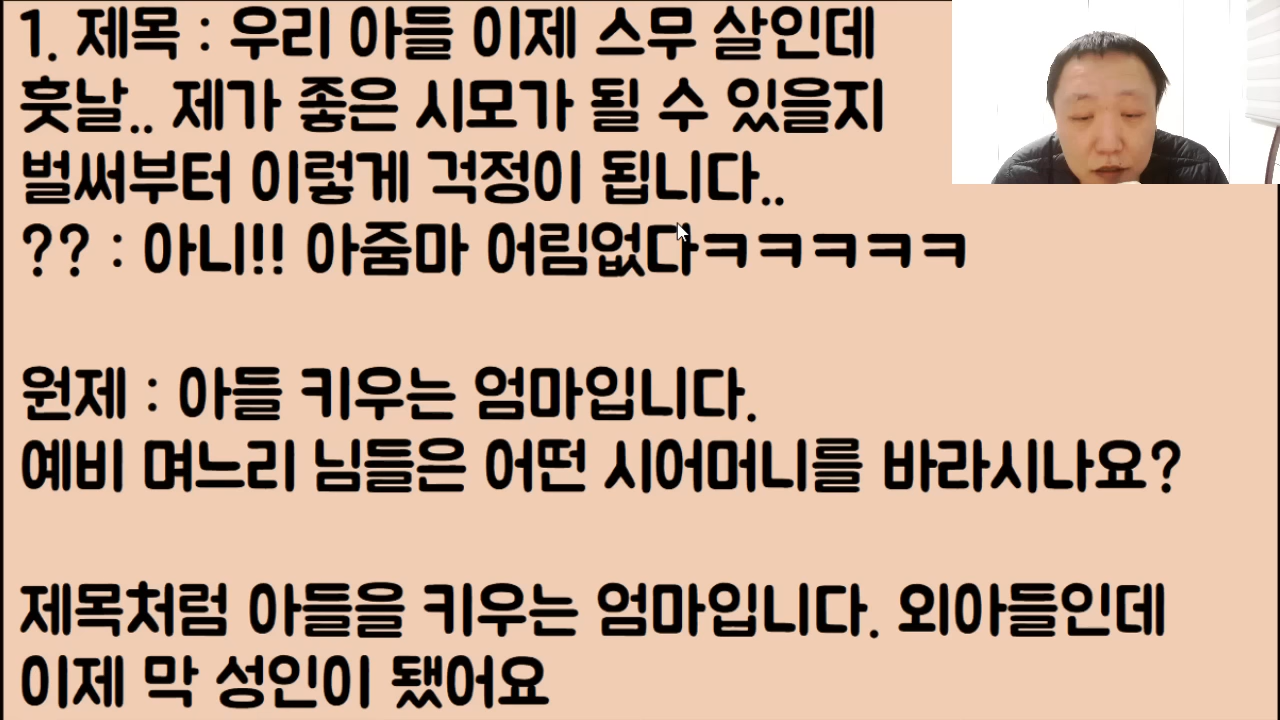 1. 제목 : 우리 아들 이제 스무 살인데
훗날.. 제가 좋은 시모가 될 수 있을지
벌써부터 이렇게 걱정이 됩니다..
?? : 아니!! 아줌마 어림없다ㅋㅋㅋㅋㅋ
원제 : 아들 키우는 엄마입니다.
예비 며느리 님들은 어떤 시어머니를 바라시나요?
제목처럼 아들을 키우는 엄마입니다. 외아들인데
이제 막 성인이 됐어요